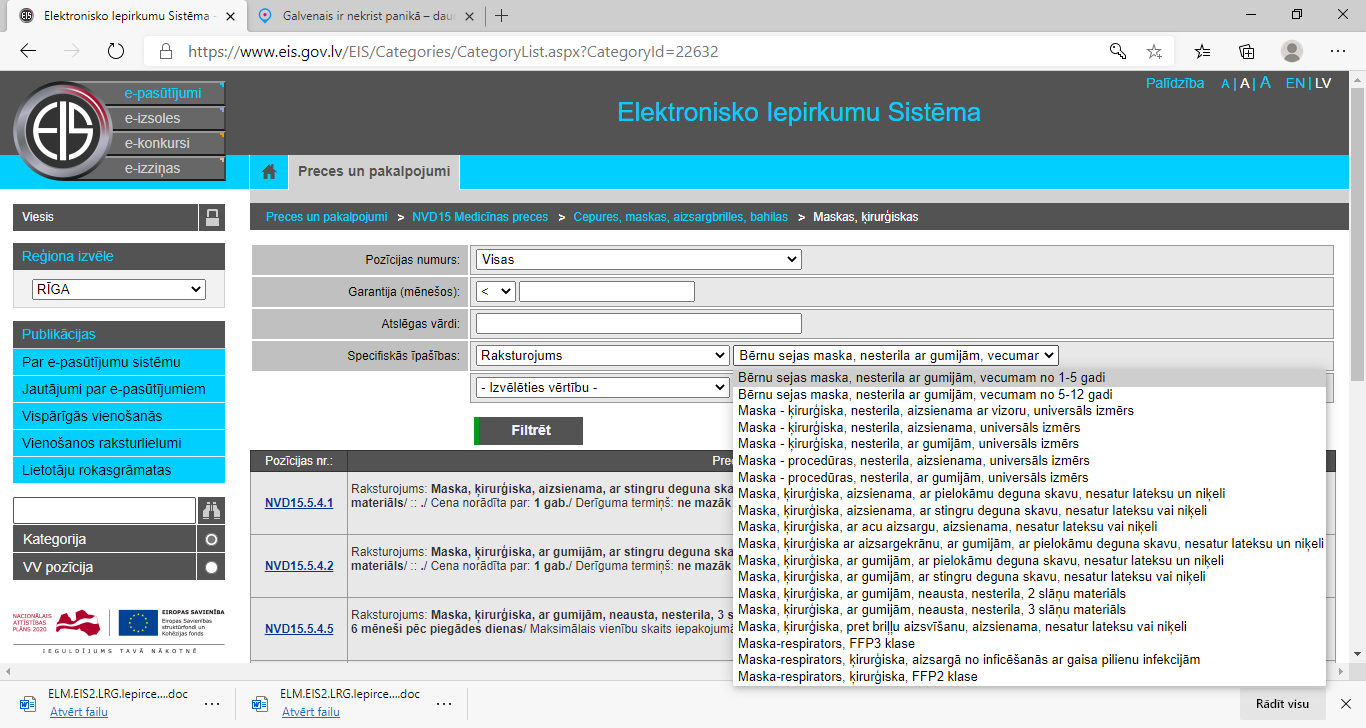 Elektronisko Iepirkumu Sistēma -
Galvenais ir nekrist panikā – dau
https://www.eis.gov.lv/EIS/Categories/CategoryList.aspx?CategoryId=22632
Palīdzība A | A | A EN | LV
EIS
e-pasūtījumi
e-izsoles
e-konkursi
e-izziņas
Elektronisko Iepirkumu Sistēma
Preces un pakalpojumi
Viesis
Preces un pakalpojumi > NVD15 Medicīnas preces > Cepures, maskas, aizsargbrilles, bahilas > Maskas, ķirurģiskas
Reģiona izvēle
RĪGA
Publikācijas
Par e-pasūtījumu sistēmu
Jautājumi par e-pasūtījumiem
Vispārīgās vienošanās
Vienošanos raksturlielumi
Lietotāju rokasgrāmatas
Kategorija
VV pozīcija
NACIONĀLAIS
ATTĪSTĪBAS
PLĀNS 2020
EIROPAS SAVIENĪBA
Eiropas strukturālie un
Kohēzijas fonds
IEGULDĪJUMS TAVĀ NĀKOTNĒ
Pozīcijas numurs: Visas
Garantija (mēnešos): <
Atslēgas vārdi:
Specifiskās īpašības: Raksturojums Bērnu sejas maska, nesterila ar gumijām, vecumar
- Izvēlēties vērtību -
Bērnu sejas maska, nesterila ar gumijām, vecumam no 1-5 gadi
Bērnu sejas maska, nesterila ar gumijām, vecumam no 5-12 gadi
Maska - ķirurģiska, nesterila, aizsienama ar vizoru, universāls izmērs
Maska - ķirurģiska, nesterila, aizsienama, universāls izmērs
Maska - ķirurģiska, nesterila, ar gumijām, universāls izmērs
Maska - procedūras, nesterila, aizsienama, universāls izmērs
Maska - procedūras, nesterila, ar gumijām, universāls izmērs
Maska, ķirurģiska, aizsienama, ar pielokāmu deguna skavu, nesatur lateksu un niķeli
Maska, ķirurģiska, aizsienama, ar stingru deguna skavu, nesatur lateksu vai niķeli
Maska, ķirurģiska, ar acu aizsargu, aizsienama, nesatur lateksu vai niķeli
Maska, ķirurģiska ar aizsargekrānu, ar gumijām, ar pielokāmu deguna skavu, nesatur lateksu un niķeli
Maska, ķirurģiska, ar gumijām, ar pielokāmu deguna skavu, nesatur lateksu un niķeli
Maska, ķirurģiska, ar gumijām, ar stingru deguna skavu, nesatur lateksu vai niķeli
Maska, ķirurģiska, ar gumijām, neausta, nesterila, 2 slāņu materiāls
Maska, ķirurģiska, ar gumijām, neausta, nesterila, 3 slāņu materiāls
Maska, ķirurģiska, pret briļļu aizsvīšanu, aizsienama, nesatur lateksu vai niķeli
Maska-respirators, FFP3 klase
Maska-respirators, ķirurģiska, aizsargā no inficēšanās ar gaisa pilienu infekcijām
Maska-respirators, ķirurģiska, FFP2 klase
Filtrēt
Pozīcijas nr.: Prec
NVD15.5.4.1
Raksturojums: Maska, ķirurģiska, aizsienama, ar stingru deguna ska
materiāls/ :: ./ Cena norādīta par: 1 gab./ Derīguma termiņš: ne mazāk
NVD15.5.4.2
Raksturojums: Maska, ķirurģiska, ar gumijām, ar stingru deguna ska
materiāls/ :: ./ Cena norādīta par: 1 gab./ Derīguma termiņš: ne mazāk
NVD15.5.4.5
Raksturojums: Maska, ķirurģiska, ar gumijām, neausta, nesterila, 3 s
6 mēneši pēc piegādes dienas/ Maksimālais vienību skaits iepakojumā
ELM.EIS2.LRG.Iepirce....doc
Atvērt failu
ELM.EIS2.LRG.Iepirce....doc
Atvērt failu
Rādīt visu